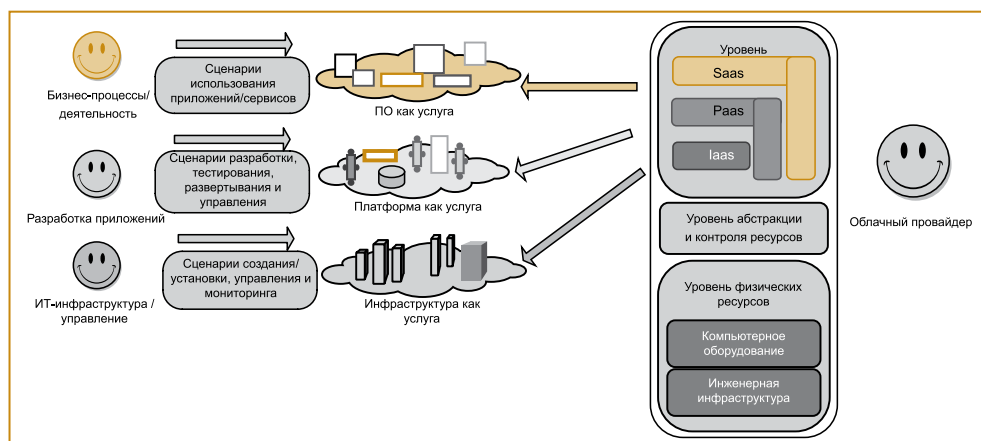 Бизнес-процессы/
деятельность
Сценарии
использования
приложений/сервисов
ПО как услуга
Разработка приложений
Сценарии разработки,
тестирования,
развертывания и
управления
Платформа как услуга
ИТ-инфраструктура /
управление
Сценарии создания/
установки, управления и
мониторинга
Инфраструктура как
услуга
Уровень
Saas
Paas
Iaas
Уровень абстракции
и контроля ресурсов
Уровень физических
ресурсов
Компьютерное
оборудование
Инженерная
инфраструктура
Облачный провайдер